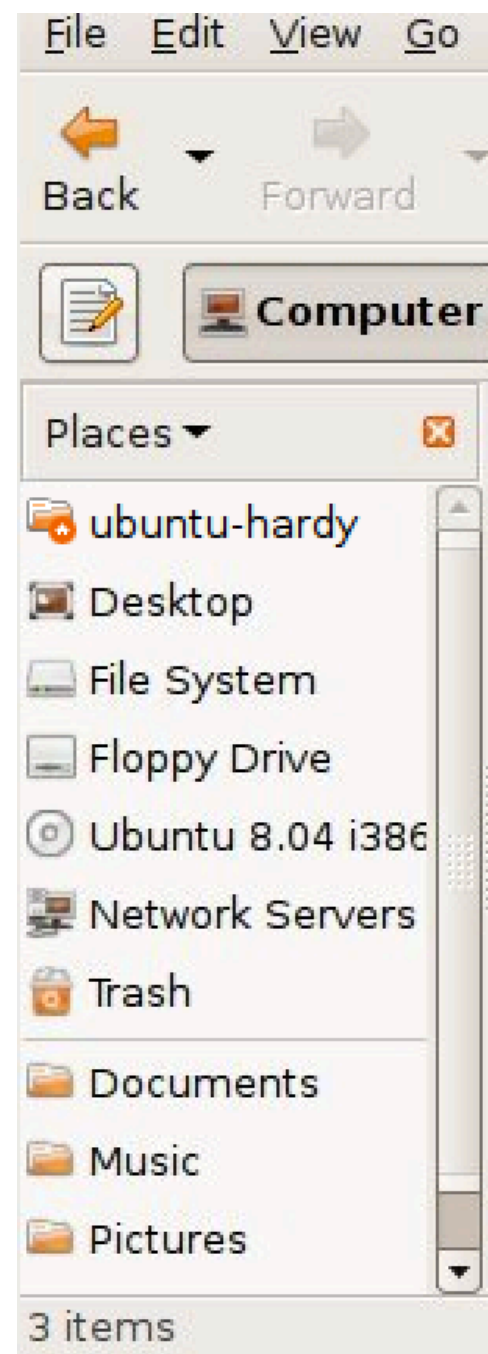 File Edit View Go
Back Forward
Computer
Places
ubuntu-hardy
Desktop
File System
Floppy Drive
Ubuntu 8.04 i386
Network Servers
Trash
Documents
Music
Pictures
3 items